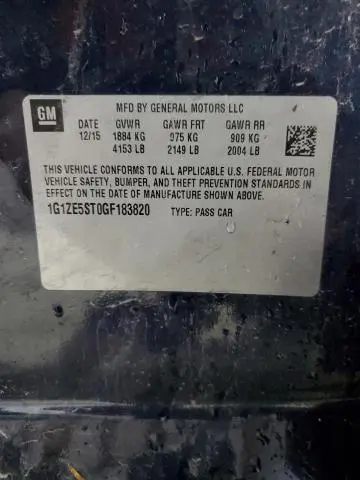 GM
MFD BY GENERAL MOTORS LLC
DATE GVWR GAWR FRT GAWR RR
12/15 1884 KG 975 KG 909 KG
4153 LB 2149 LB 2004 LB
THIS VEHICLE CONFORMS TO ALL APPLICABLE U.S. FEDERAL MOTOR
VEHICLE SAFETY, BUMPER, AND THEFT PREVENTION STANDARDS IN
EFFECT ON THE DATE OF MANUFACTURE SHOWN ABOVE.
1G1ZE5ST0GF183820 TYPE: PASS CAR